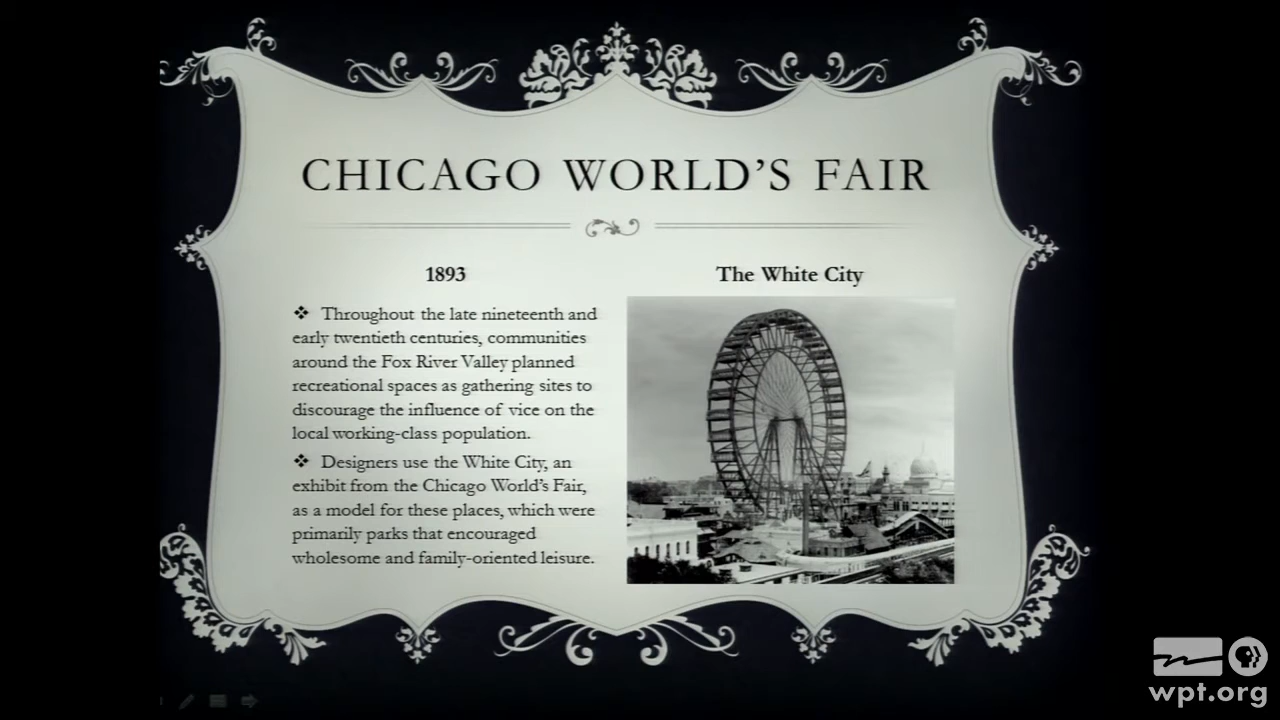 CHICAGO WORLD'S FAIR
1893
❖ Throughout the late nineteenth and
early twentieth centuries, communities
around the Fox River Valley planned
recreational spaces as gathering sites to
discourage the influence of vice on the
local working-class population.
❖ Designers use the White City, an
exhibit from the Chicago World's Fair,
as a model for these places, which were
primarily parks that encouraged
wholesome and family-oriented leisure.
The White City
wpt.org